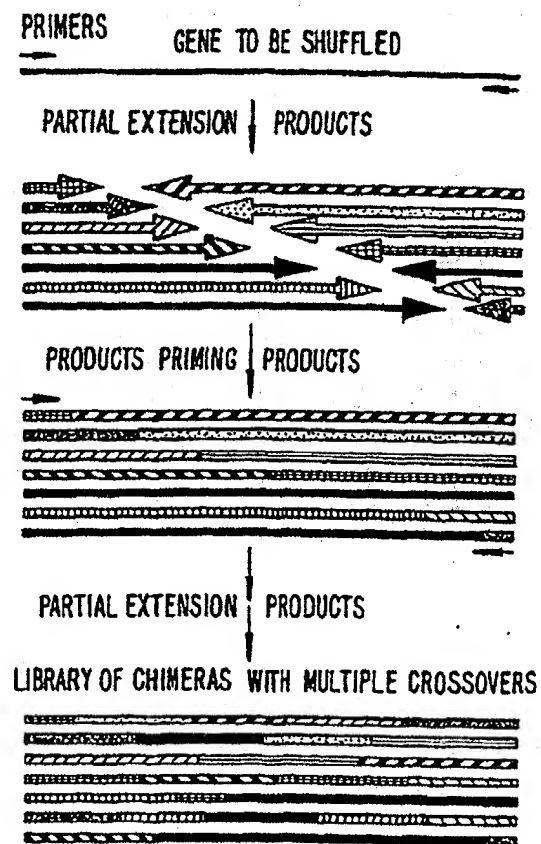 PRIMERS
GENE TO BE SHUFFLED
PARTIAL EXTENSION PRODUCTS
PRODUCTS PRIMING PRODUCTS
PARTIAL EXTENSION PRODUCTS
LIBRARY OF CHIMERAS WITH MULTIPLE CROSSOVERS